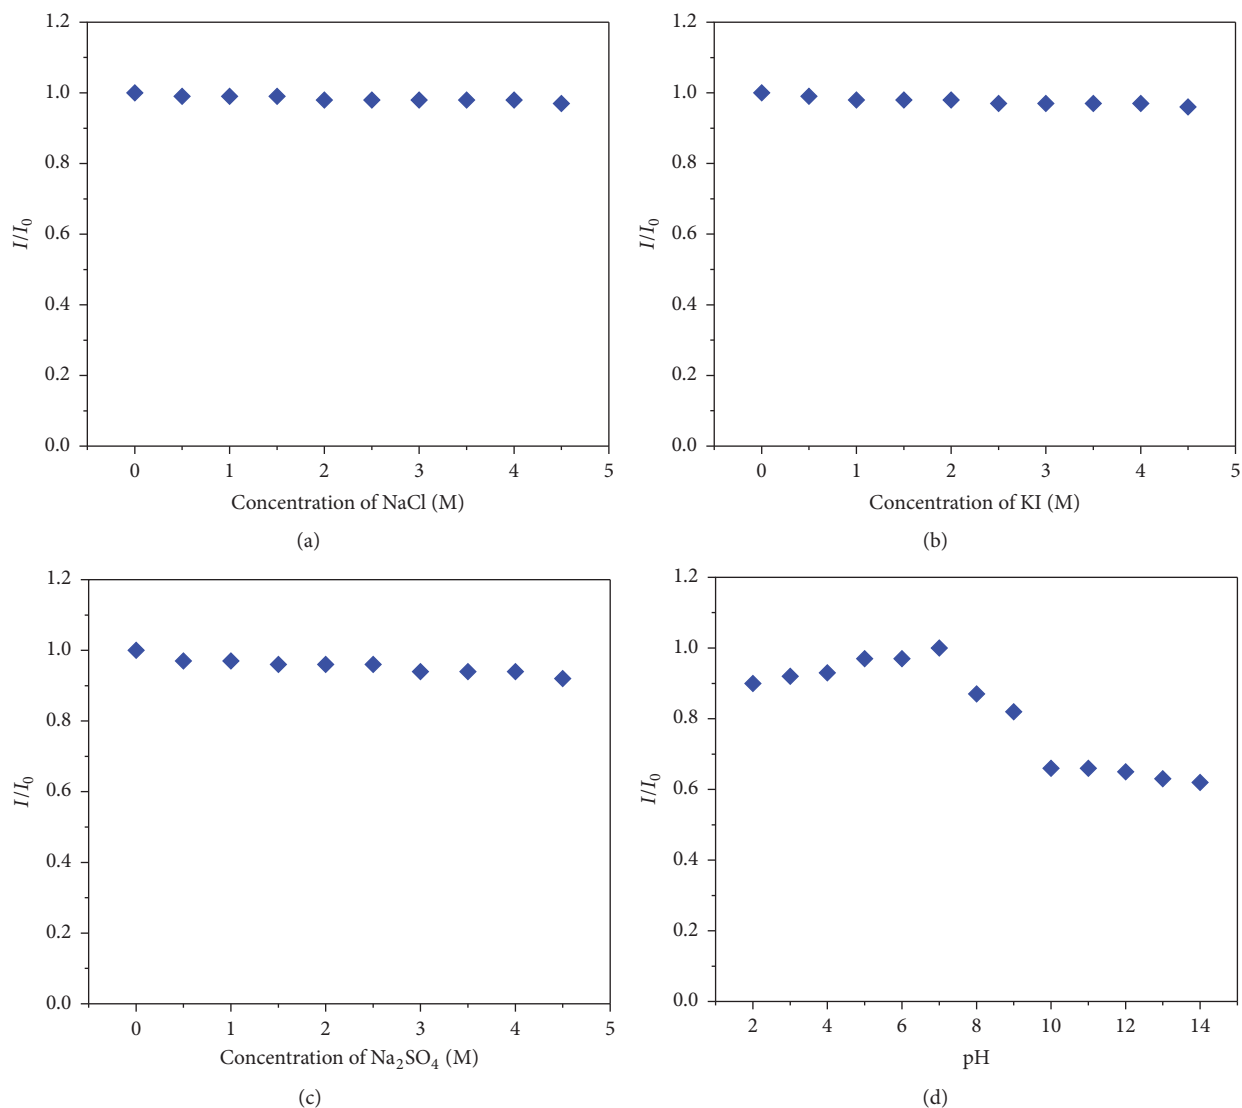 1.2
1.0
0.8
0.6
0.4
0.2
0.0
I/I₀
0 1 2 3 4 5
Concentration of NaCl (M)
(a)
1.2
1.0
0.8
0.6
0.4
0.2
0.0
I/I₀
0 1 2 3 4 5
Concentration of KI (M)
(b)
1.2
1.0
0.8
0.6
0.4
0.2
0.0
I/I₀
0 1 2 3 4 5
Concentration of Na₂SO₄ (M)
(c)
1.2
1.0
0.8
0.6
0.4
0.2
0.0
I/I₀
2 4 6 8 10 12 14
pH
(d)